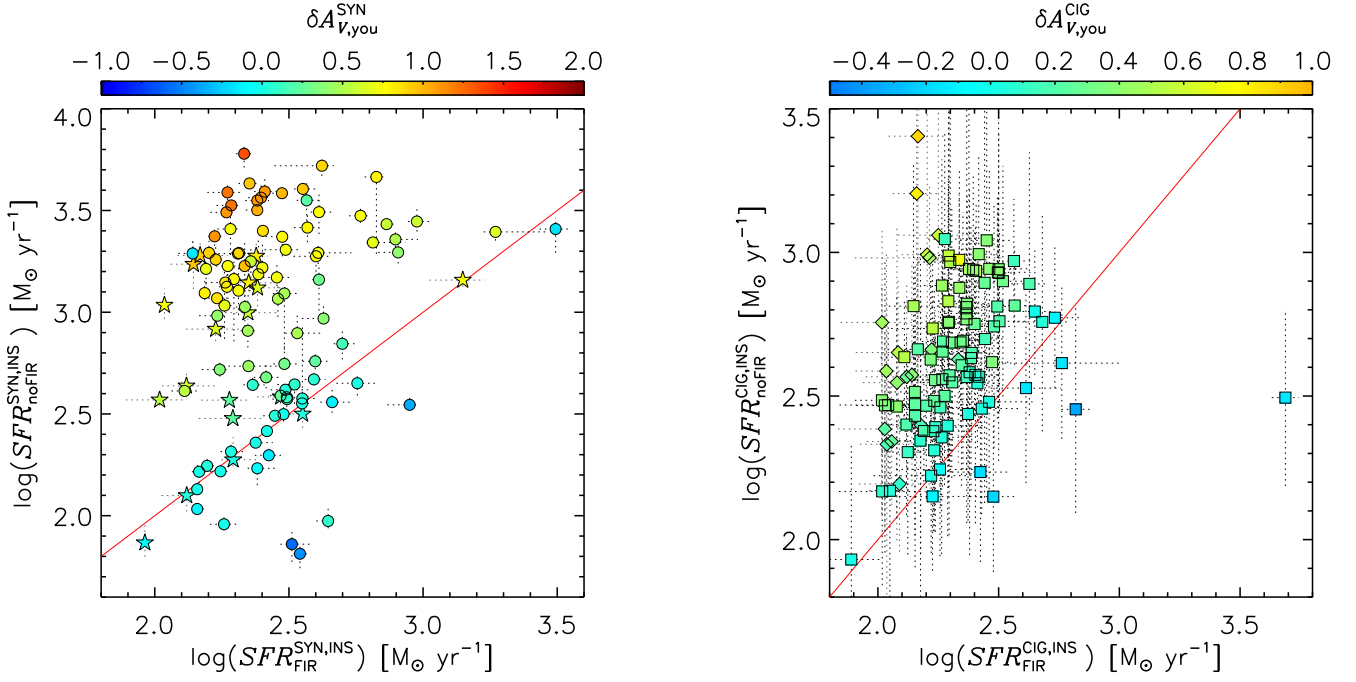 δA^SYN_V,you
−1.0 −0.5 0.0 0.5 1.0 1.5 2.0
4.0
3.5
3.0
2.5
2.0
log(SFR^SYN,INS_noFIR) [M⊙ yr⁻¹]
2.0 2.5 3.0 3.5
log(SFR^SYN,INS_FIR) [M⊙ yr⁻¹]
δA^CIG_V,you
−0.4 −0.2 0.0 0.2 0.4 0.6 0.8 1.0
3.5
3.0
2.5
2.0
log(SFR^CIG,INS_noFIR) [M⊙ yr⁻¹]
2.0 2.5 3.0 3.5
log(SFR^CIG,INS_FIR) [M⊙ yr⁻¹]